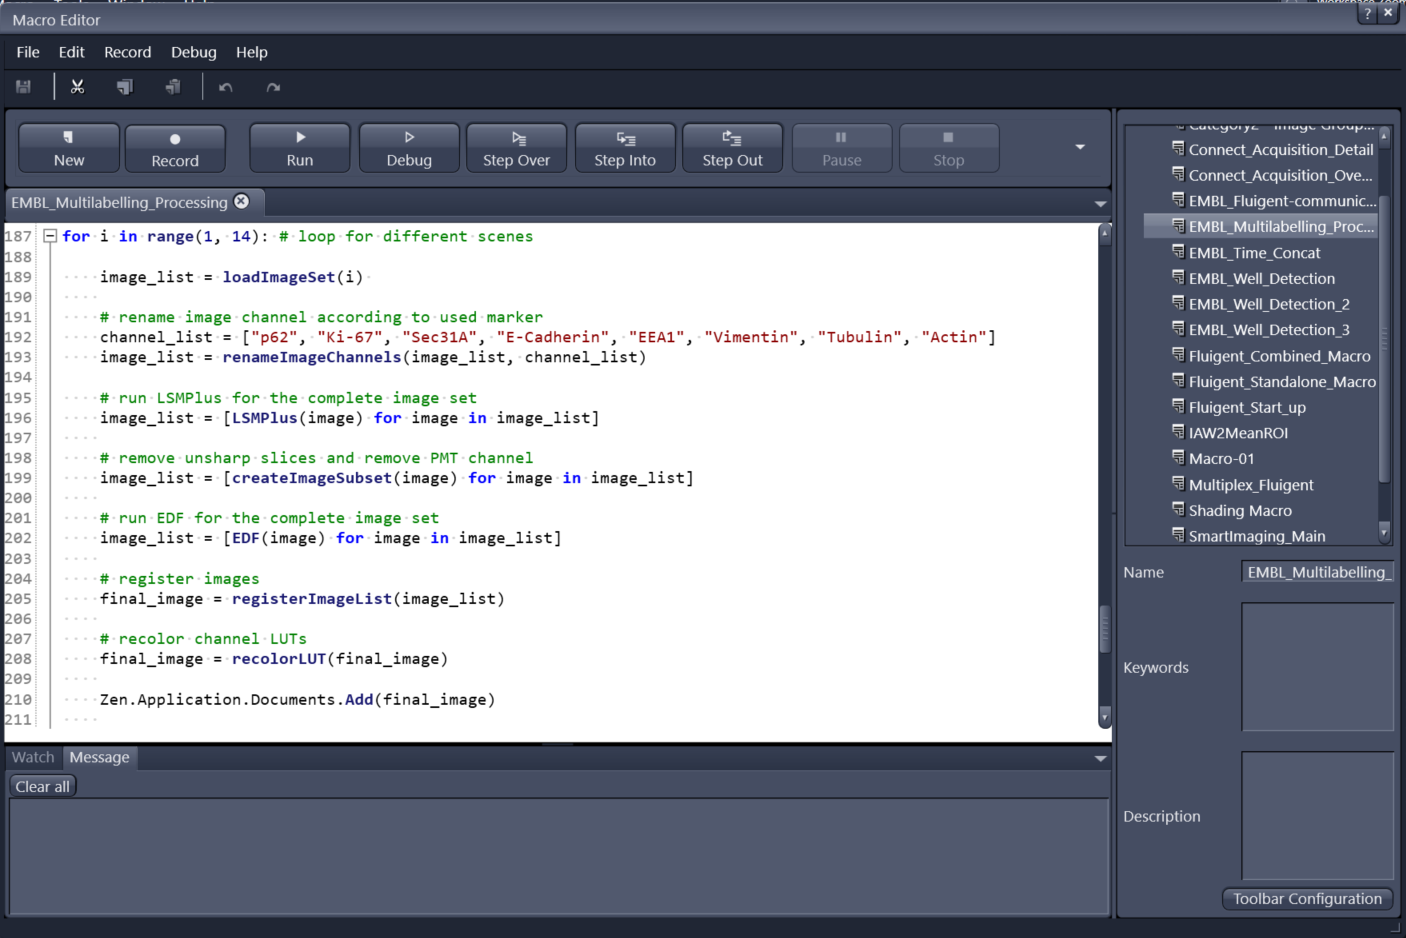 Macro Editor
File Edit Record Debug Help
New Record Run Debug Step Over Step Into Step Out Pause Stop
EMBL_Multilabelling_Processing
187 for i in range(1, 14): # loop for different scenes
188
189 image_list = loadImageSet(i)
190
191 # rename image channel according to used marker
192 channel_list = ["p62", "Ki-67", "Sec31A", "E-Cadherin", "EEA1", "Vimentin", "Tubulin", "Actin"]
193 image_list = renameImageChannels(image_list, channel_list)
194
195 # run LSMPlus for the complete image set
196 image_list = [LSMPlus(image) for image in image_list]
197
198 # remove unsharp slices and remove PMT channel
199 image_list = [createImageSubset(image) for image in image_list]
200
201 # run EDF for the complete image set
202 image_list = [EDF(image) for image in image_list]
203
204 # register images
205 final_image = registerImageList(image_list)
206
207 # recolor channel LUTs
208 final_image = recolorLUT(final_image)
209
210 Zen.Application.Documents.Add(final_image)
211
Watch Message
Clear all
Category2 - Image Group...
Connect_Acquisition_Detail
Connect_Acquisition_Ove...
EMBL_Fluigent-communic...
EMBL_Multilabelling_Proc...
EMBL_Time_Concat
EMBL_Well_Detection
EMBL_Well_Detection_2
EMBL_Well_Detection_3
Fluigent_Combined_Macro
Fluigent_Standalone_Macro
Fluigent_Start_up
IAW2MeanROI
Macro-01
Multiplex_Fluigent
Shading Macro
SmartImaging_Main
Name EMBL_Multilabelling_
Keywords
Description
Toolbar Configuration